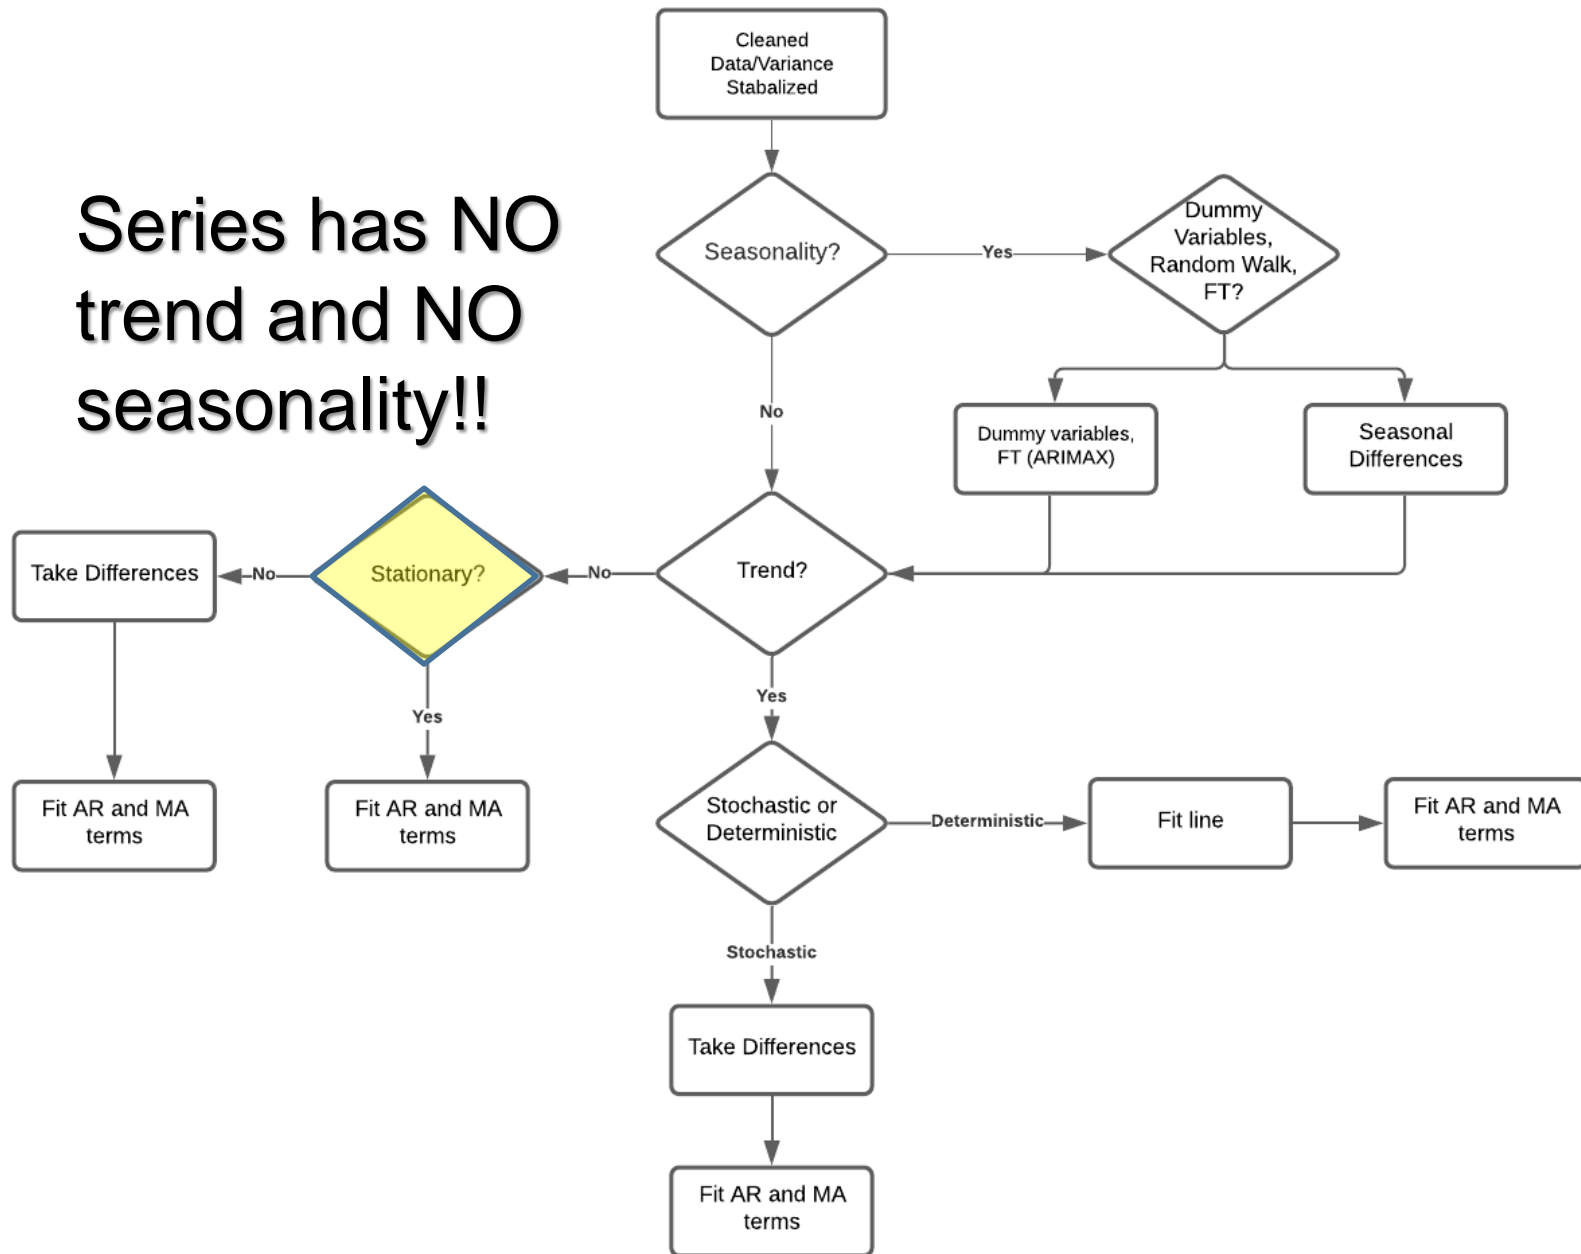 Cleaned
Data/Variance
Stabalized
Series has NO
trend and NO
seasonality!!
Seasonality?
Yes
Dummy
Variables,
Random Walk,
FT?
No
Dummy variables,
FT (ARIMAX)
Seasonal
Differences
Take Differences
No
Stationary?
No
Trend?
Yes
Yes
Fit AR and MA
terms
Fit AR and MA
terms
Stochastic or
Deterministic
Deterministic
Fit line
Fit AR and MA
terms
Stochastic
Take Differences
Fit AR and MA
terms